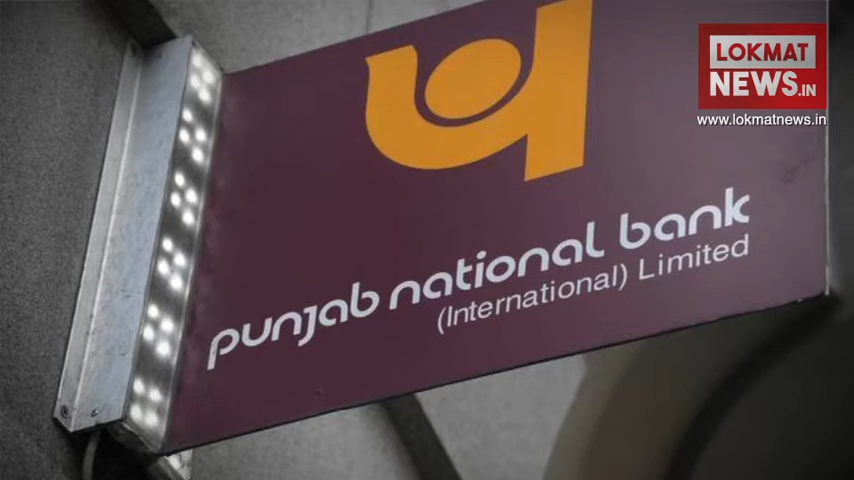 LOKMAT
NEWS.IN
www.lokmatnews.in
punjab national bank
(International) Limited